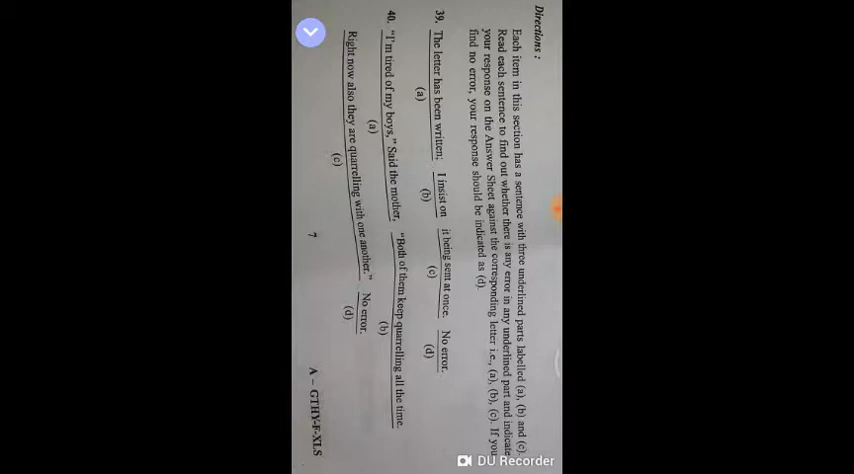 Directions :
Each item in this section has a sentence with three underlined parts labelled (a), (b) and (c).
Read each sentence to find out whether there is any error in any underlined part and indicate
your response on the Answer Sheet against the corresponding letter i.e., (a), (b), (c). If you
find no error, your response should be indicated as (d).
39. The letter has been written; I insist on it being sent at once. No error.
(a) (b) (c) (d)
40. "I'm tired of my boys," Said the mother, "Both of them keep quarrelling all the time.
(a) (b)
Right now also they are quarrelling with one another." No error.
(c) (d)
7
A – GTHY-F-XLS
DU Recorder